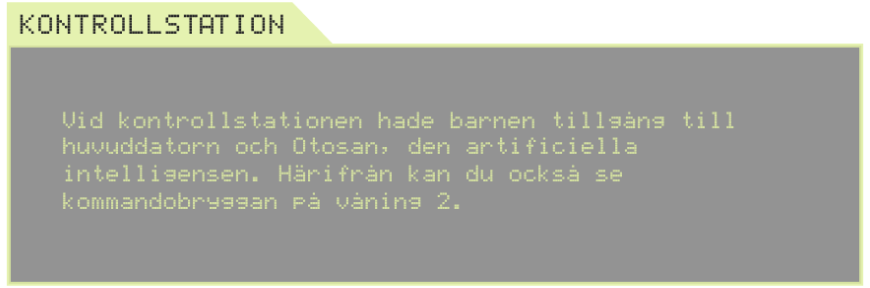 KONTROLLSTATION
Vid kontrollstationen hade barnen tillgång till
huvuddatorn och Otosan, den artificiella
intelligensen. Härifrån kan du också se
kommandobryggan på våning 2.